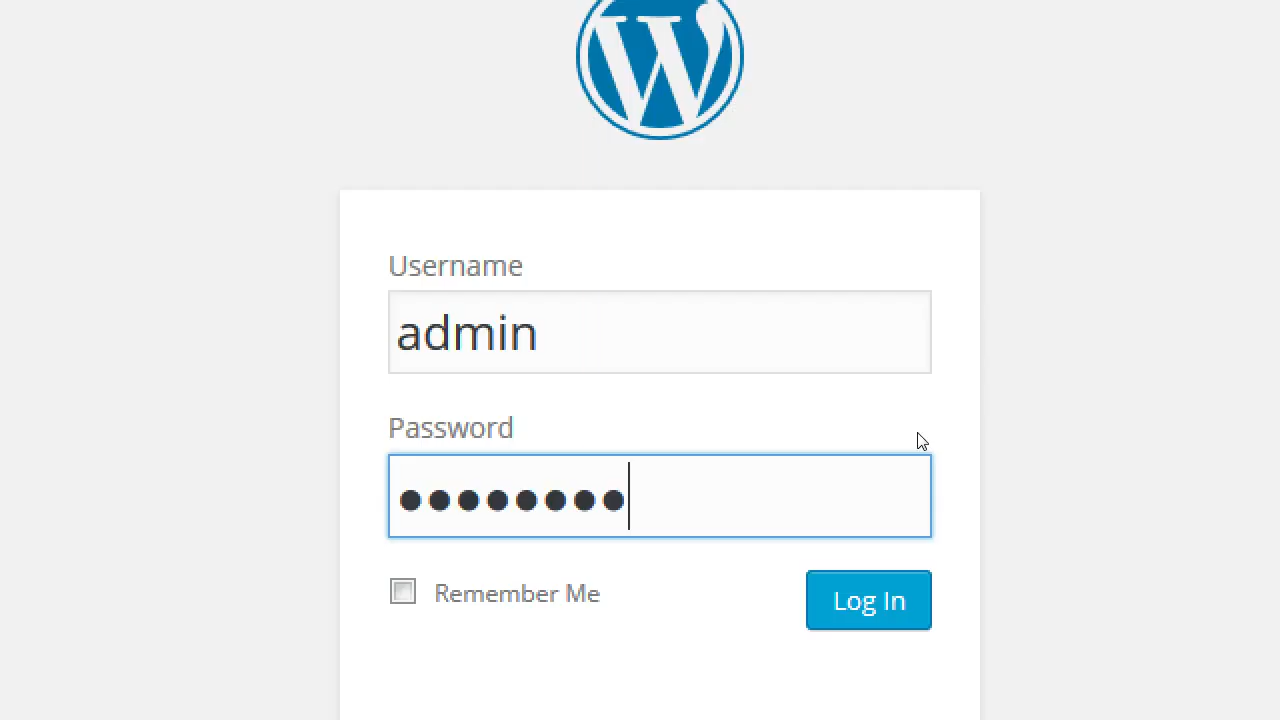 Username
admin
Password
●●●●●●●●
Remember Me
Log In